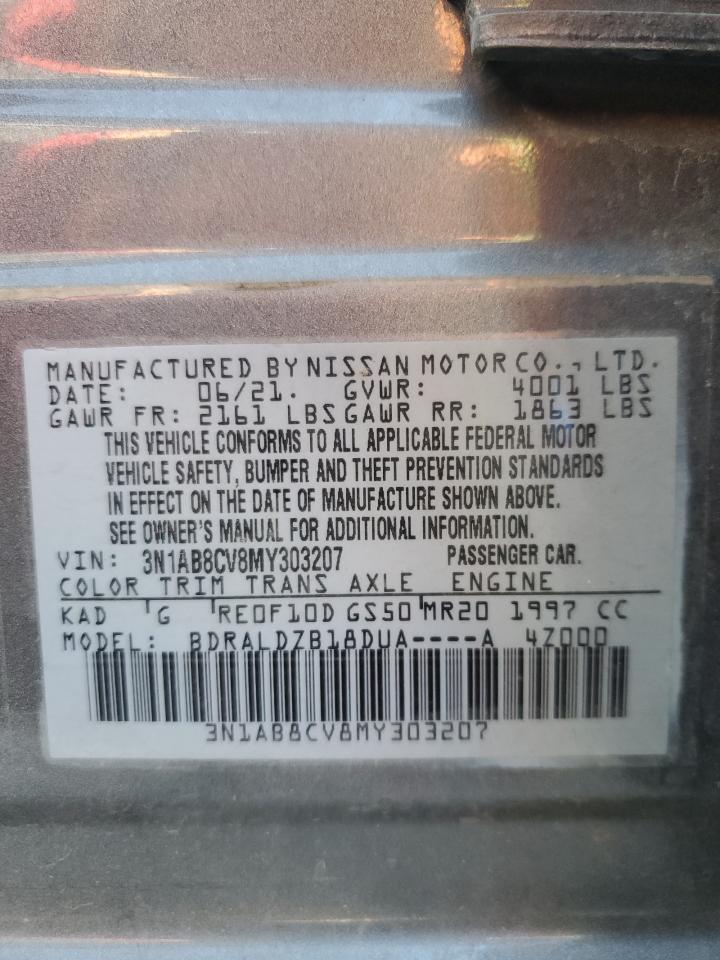 MANUFACTURED BY NISSAN MOTOR CO., LTD.
DATE: 06/21. GVWR: 4001 LBS
GAWR FR: 2161 LBS GAWR RR: 1863 LBS
THIS VEHICLE CONFORMS TO ALL APPLICABLE FEDERAL MOTOR
VEHICLE SAFETY, BUMPER AND THEFT PREVENTION STANDARDS
IN EFFECT ON THE DATE OF MANUFACTURE SHOWN ABOVE.
SEE OWNER'S MANUAL FOR ADDITIONAL INFORMATION.
VIN: 3N1AB8CV8MY303207 PASSENGER CAR.
COLOR TRIM TRANS AXLE ENGINE
KAD G RE0F10D GS50 MR20 1997 CC
MODEL: BDRALDZB18DUA----A 4Z000
3N1AB8CV8MY303207